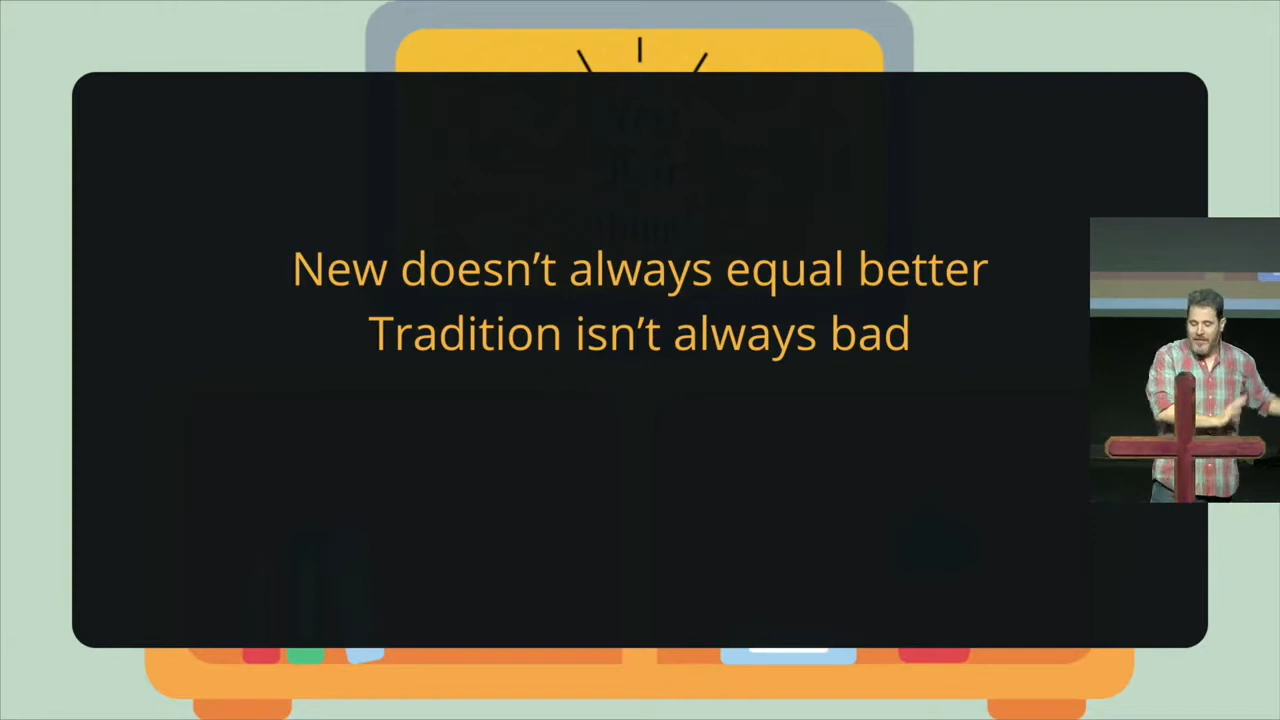 New doesn’t always equal better
Tradition isn’t always bad